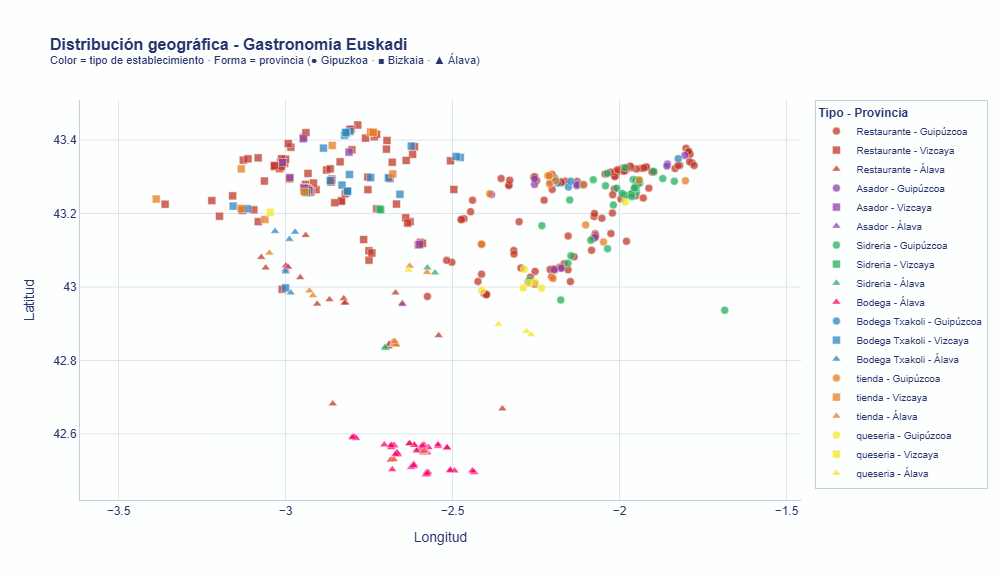 Distribución geográfica - Gastronomía Euskadi
Color = tipo de establecimiento · Forma = provincia (● Gipuzkoa · ■ Bizkaia · ▲ Álava)
Tipo - Provincia
Restaurante - Guipúzcoa
Restaurante - Vizcaya
Restaurante - Álava
Asador - Guipúzcoa
Asador - Vizcaya
Asador - Álava
Sidreria - Guipúzcoa
Sidreria - Vizcaya
Sidreria - Álava
Bodega - Álava
Bodega Txakoli - Guipúzcoa
Bodega Txakoli - Vizcaya
Bodega Txakoli - Álava
tienda - Guipúzcoa
tienda - Vizcaya
tienda - Álava
queseria - Guipúzcoa
queseria - Vizcaya
queseria - Álava
43.4
43.2
43
42.8
42.6
Latitud
−3.5
−3
−2.5
−2
−1.5
Longitud